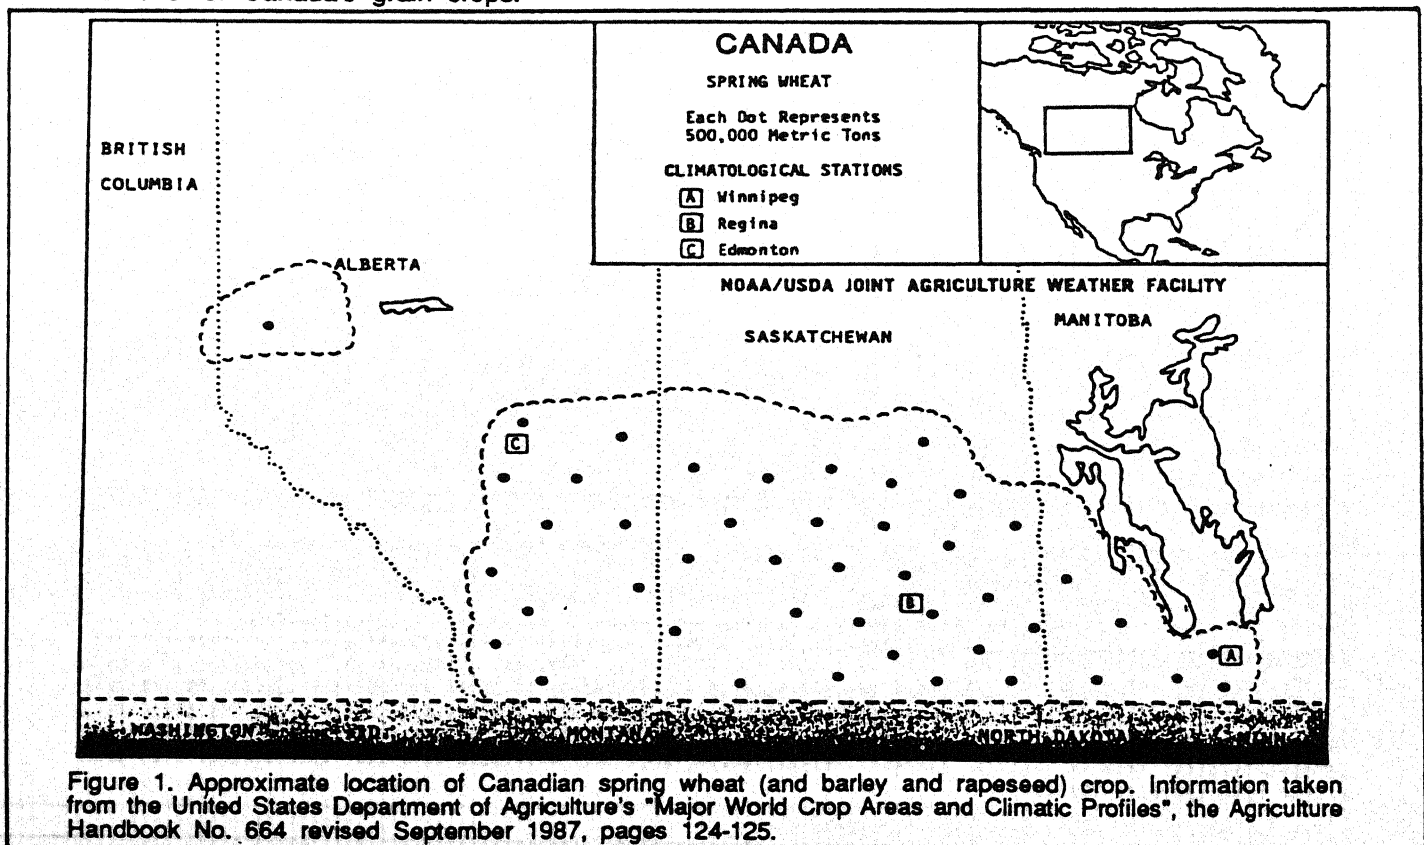 Canada's grain crops.
CANADA
SPRING WHEAT
Each Dot Represents
500,000 Metric Tons
CLIMATOLOGICAL STATIONS
A Winnipeg
B Regina
C Edmonton
BRITISH
COLUMBIA
ALBERTA
NOAA/USDA JOINT AGRICULTURE WEATHER FACILITY
MANITOBA
SASKATCHEWAN
C
B
A
WASHINGTON
MONTANA
NORTH DAKOTA
Figure 1. Approximate location of Canadian spring wheat (and barley and rapeseed) crop. Information taken
from the United States Department of Agriculture's "Major World Crop Areas and Climatic Profiles", the Agriculture
Handbook No. 664 revised September 1987, pages 124-125.